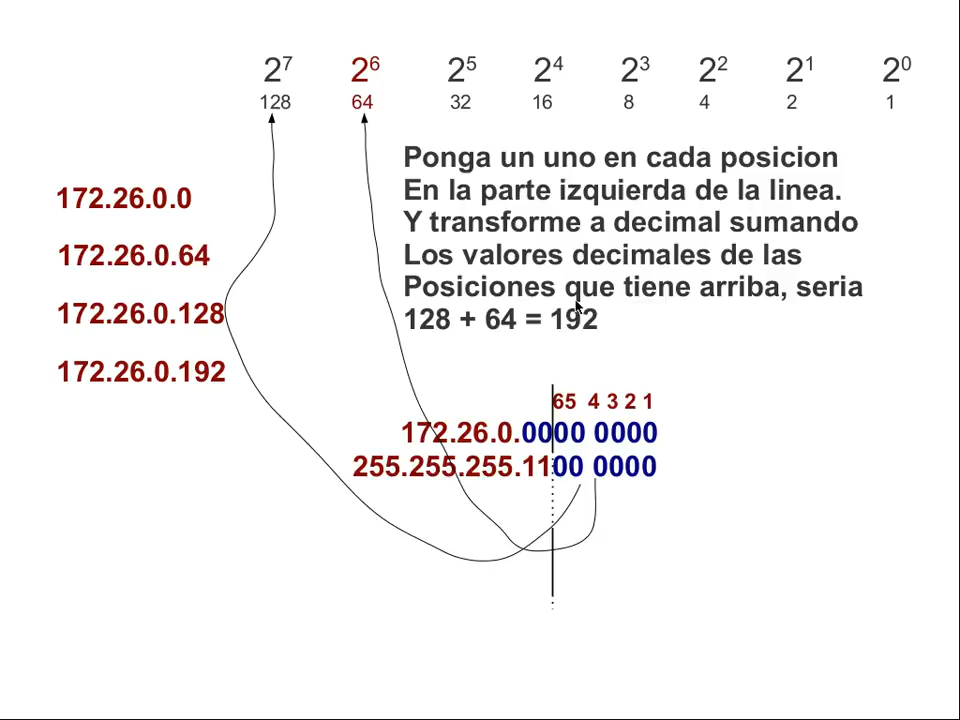 2⁷ 2⁶ 2⁵ 2⁴ 2³ 2² 2¹ 2⁰
128 64 32 16 8 4 2 1
172.26.0.0
172.26.0.64
172.26.0.128
172.26.0.192
Ponga un uno en cada posicion
En la parte izquierda de la linea.
Y transforme a decimal sumando
Los valores decimales de las
Posiciones que tiene arriba, seria
128 + 64 = 192
65 4 3 2 1
172.26.0.0000 0000
255.255.255.1100 0000